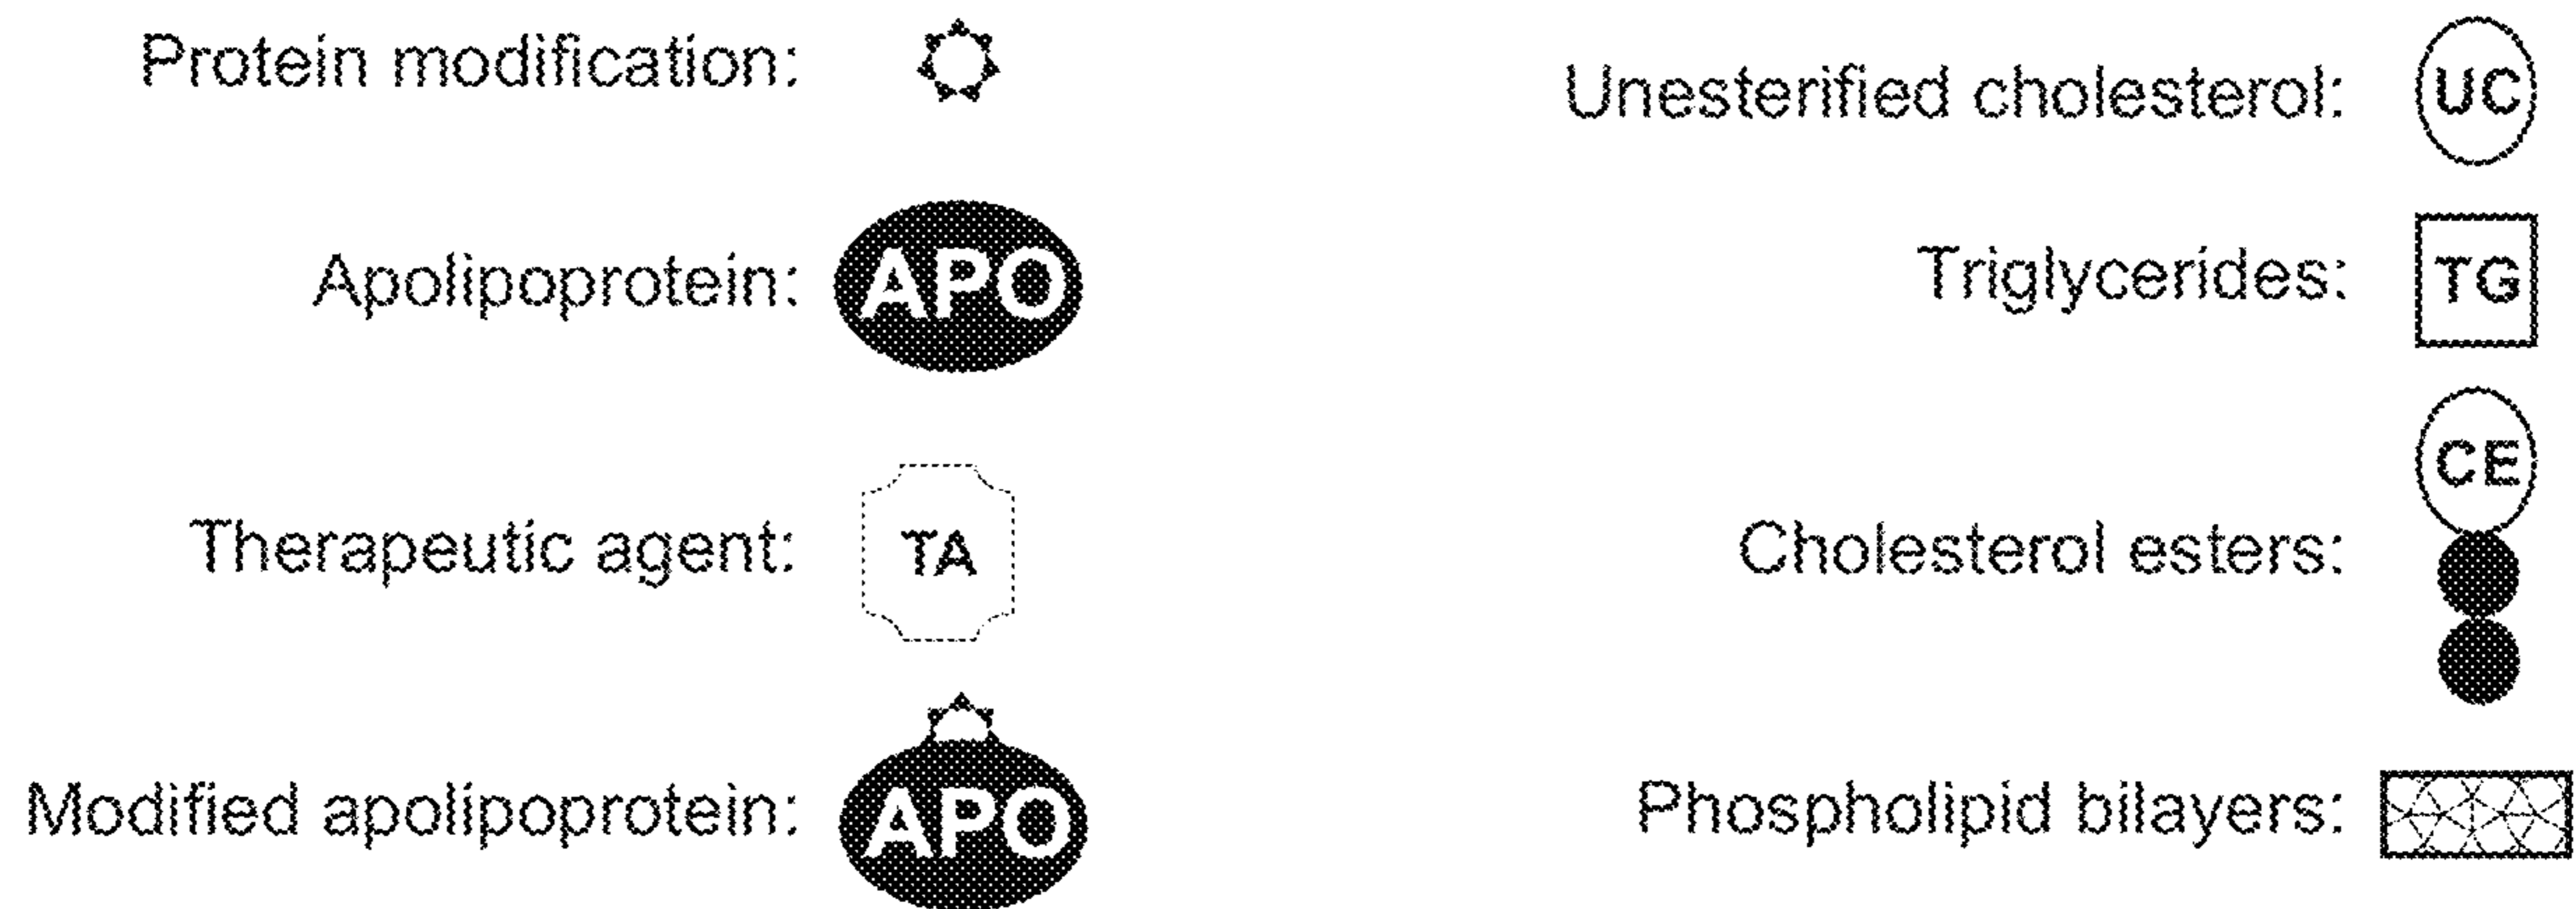 Protein modification:
Apolipoprotein: APO
Therapeutic agent: TA
Modified apolipoprotein: APO
Unesterified cholesterol: UC
Triglycerides: TG
Cholesterol esters: CE
Phospholipid bilayers: